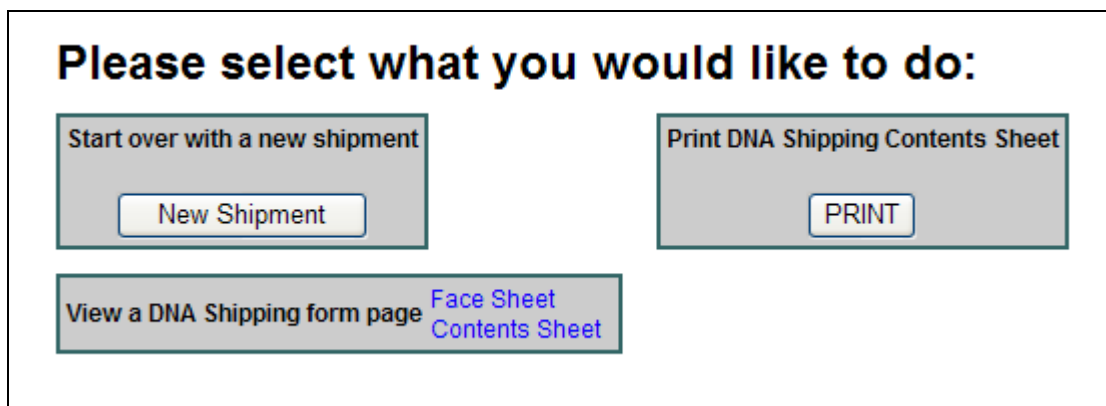 Please select what you would like to do:
Start over with a new shipment
New Shipment
Print DNA Shipping Contents Sheet
PRINT
View a DNA Shipping form page
Face Sheet
Contents Sheet